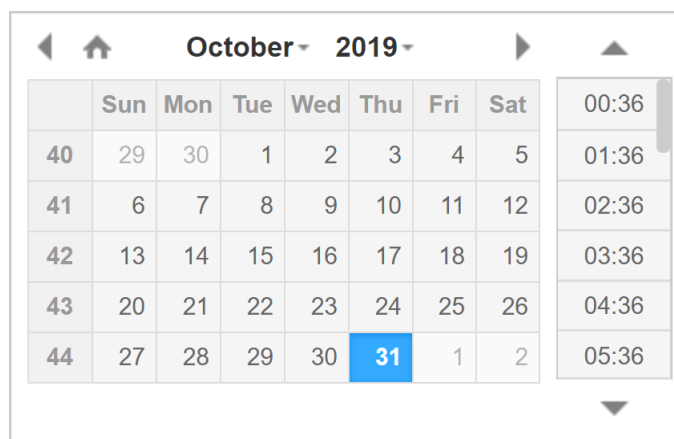 October 2019
Sun Mon Tue Wed Thu Fri Sat 00:36
40 29 30 1 2 3 4 5 01:36
41 6 7 8 9 10 11 12 02:36
42 13 14 15 16 17 18 19 03:36
43 20 21 22 23 24 25 26 04:36
44 27 28 29 30 31 1 2 05:36